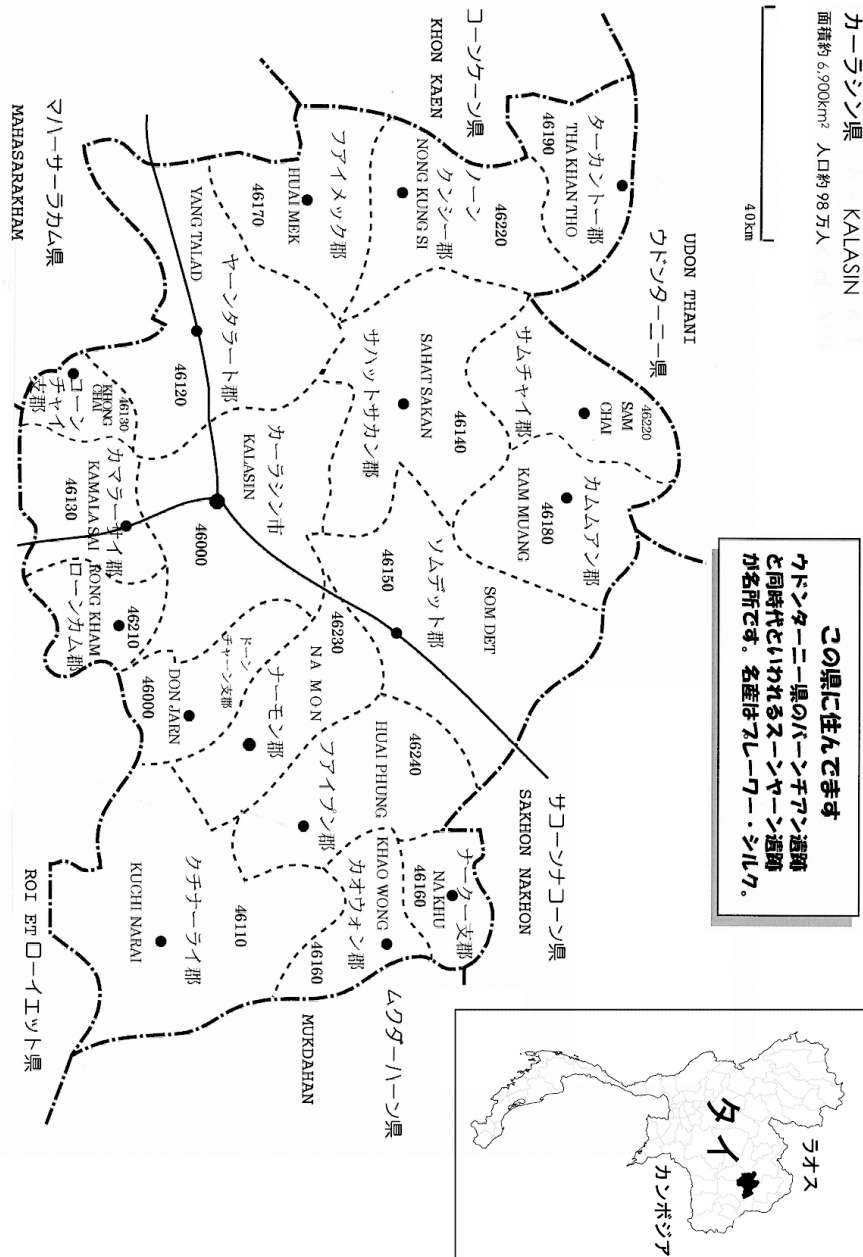 カーラシン県 KALASIN
面積約 6,900km² 人口約 98 万人
40km
この県に住んでます
ウドンターニー県のバーンチアン遺跡
と同時代といわれるスーンヤーン遺跡
が名所です。名産はプレーワー・シルク。
タイ
ラオス
カンボジア
UDON THANI
ウドンターニー県
コーンケーン県
KHON KAEN
サコーンナコーン県
SAKHON NAKHON
ムクダーハーン県
MUKDAHAN
マハーサーラカム県
MAHASARAKHAM
ROI ET ローイエット県
ターカントー郡
THA KHAN THO
46190
46220
ノーン
クンシー郡
NONG KUNG SI
フアイメック郡
HUAI MEK
46170
46220
SAM
CHAI
サムチャイ郡
カムムアン郡
46180
KAM MUANG
46140
SAHAT SAKAN
サハットサカン郡
SOM DET
ソムデット郡
46150
ヤーンタラート郡
YANG TALAD
46120
カーラシン市
KALASIN
46000
46130
KHONG
CHAI
コーン
チャイ
支郡
カマラーサイ郡
KAMALA SAI
46130
RONG KHAM
ローンカム郡
46210
46230
NA MON
ナーモン郡
ドーン
チャーン支郡
DON JARN
46000
46240
HUAI PHUNG
フアイプン郡
ナークー支郡
NA KHU
46160
KHAO WONG
カオウォン郡
46160
46110
クチナーライ郡
KUCHI NARAI